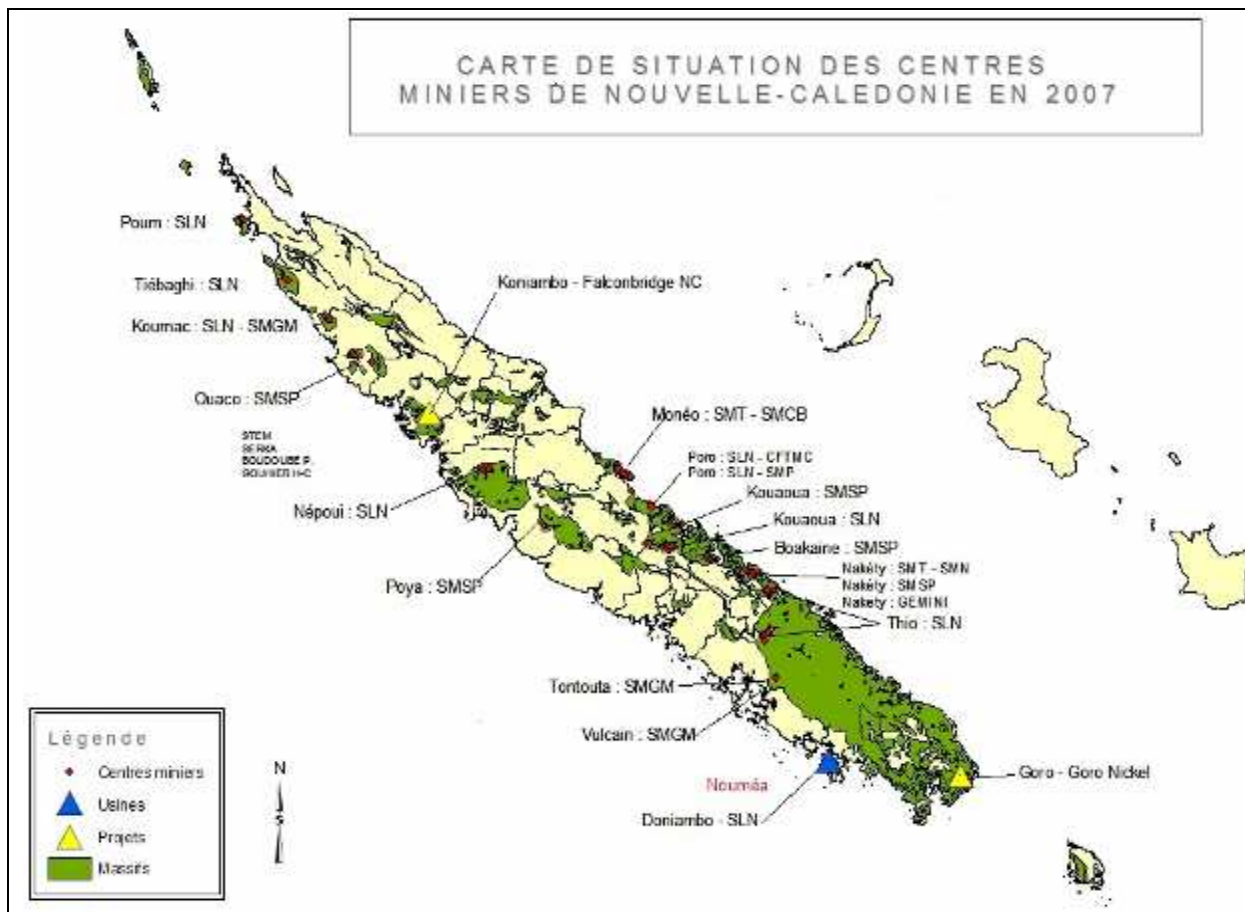 CARTE DE SITUATION DES CENTRES
MINIERS DE NOUVELLE-CALEDONIE EN 2007
Poum : SLN
Tiébaghi : SLN
Koniambo - Falconbridge NC
Koumac : SLN - SMGM
Ouaco : SMSP
Monéo : SMT - SMCB
STCM
BOUDOUBE P.
Poro : SLN - CFTMC
Poro : SLN - SMP
Kouaoua : SMSP
Népoui : SLN
Kouaoua : SLN
Boakaine : SMSP
Poya : SMSP
Nakéty : SMT - SMN
Nakéty : SMSP
Nakety : GEMINI
Thio : SLN
Tontouta : SMGM
Vulcain : SMGM
Légende
Centres miniers
Usines
Projets
Massifs
N
S
Nouméa
Goro - Goro Nickel
Doniambo - SLN